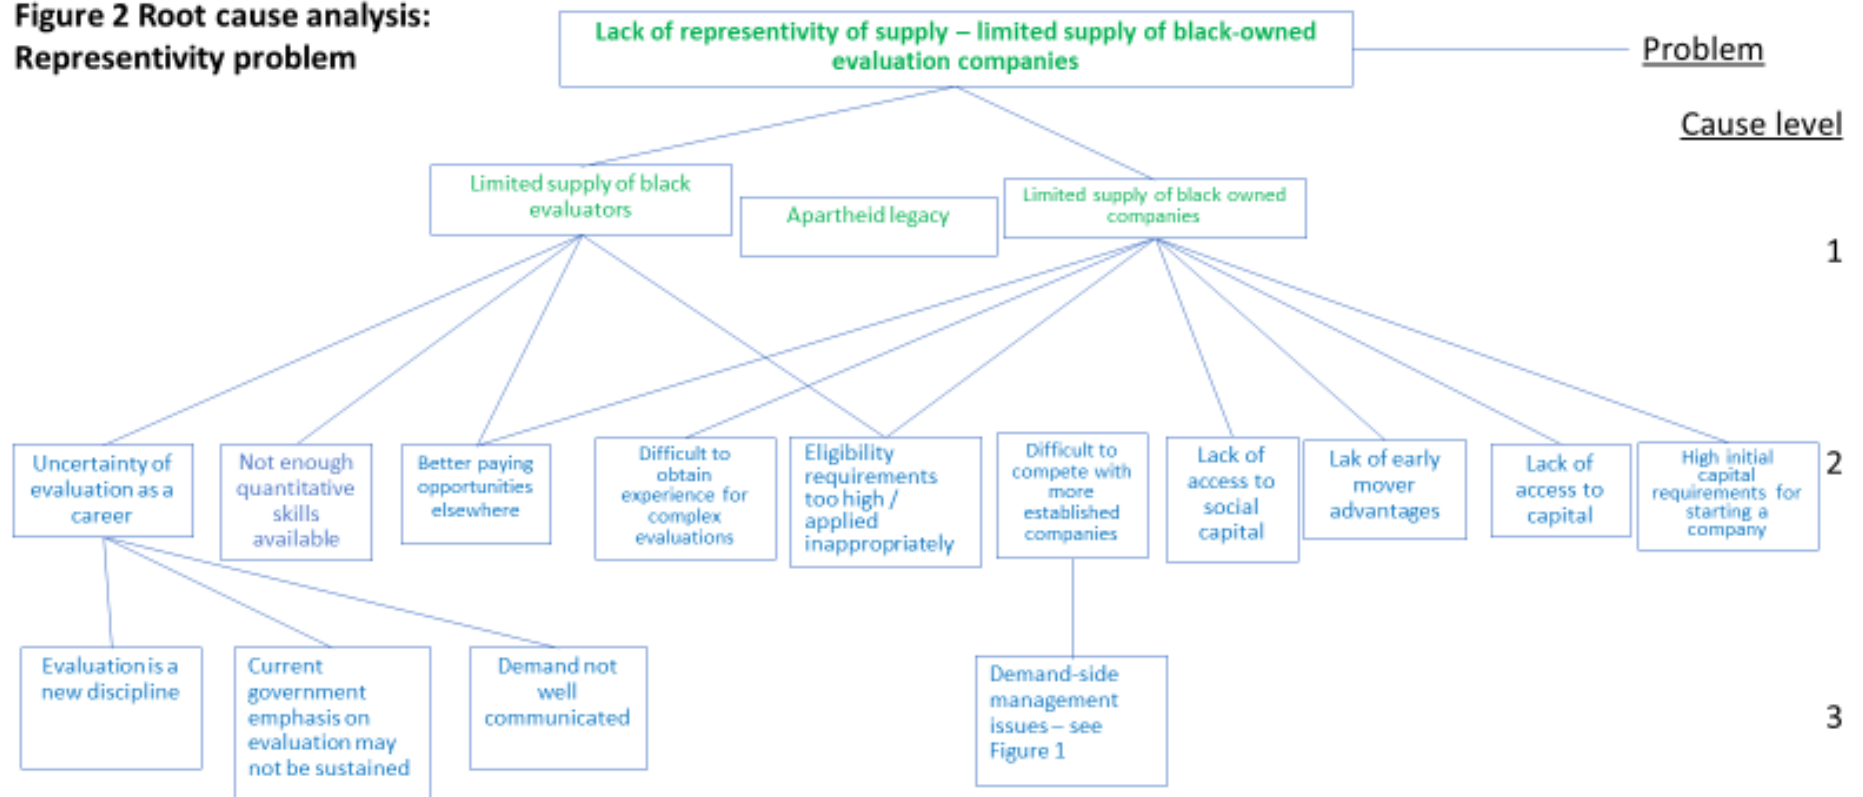 Figure 2 Root cause analysis:
Representivity problem
Lack of representivity of supply – limited supply of black-owned
evaluation companies
Problem
Cause level
Limited supply of black
evaluators
Apartheid legacy
Limited supply of black owned
companies
1
Uncertainty of
evaluation as a
career
Not enough
quantitative
skills
available
Better paying
opportunities
elsewhere
Difficult to
obtain
experience for
complex
evaluations
Eligibility
requirements
too high /
applied
inappropriately
Difficult to
compete with
more
established
companies
Lack of
access to
social
capital
Lak of early
mover
advantages
Lack of
access to
capital
High initial
capital
requirements for
starting a
company
2
Evaluation is a
new discipline
Current
government
emphasis on
evaluation may
not be sustained
Demand not
well
communicated
Demand-side
management
issues – see
Figure 1
3